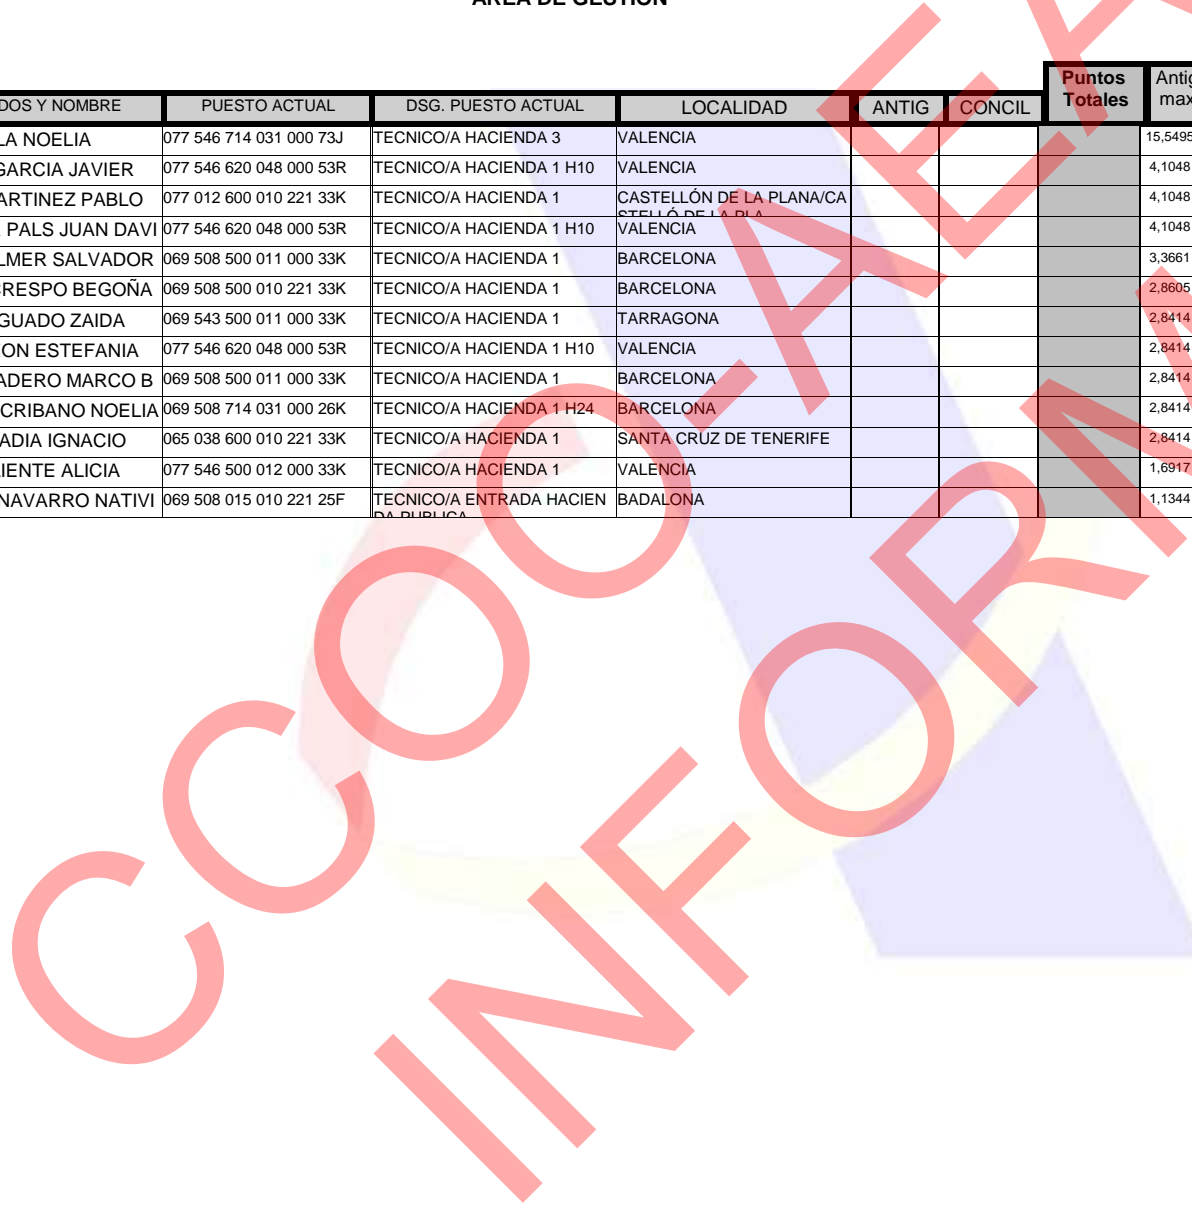 AREA DE GESTION
Puntos Totales Antig max
DOS Y NOMBRE PUESTO ACTUAL DSG. PUESTO ACTUAL LOCALIDAD ANTIG CONCIL
LA NOELIA 077 546 714 031 000 73J TECNICO/A HACIENDA 3 VALENCIA 15,5495
GARCIA JAVIER 077 546 620 048 000 53R TECNICO/A HACIENDA 1 H10 VALENCIA 4,1048
ARTINEZ PABLO 077 012 600 010 221 33K TECNICO/A HACIENDA 1 CASTELLÓN DE LA PLANA/CA 4,1048
STELLÓ DE LA PLA
PALS JUAN DAVI 077 546 620 048 000 53R TECNICO/A HACIENDA 1 H10 VALENCIA 4,1048
LMER SALVADOR 069 508 500 011 000 33K TECNICO/A HACIENDA 1 BARCELONA 3,3661
RESPO BEGOÑA 069 508 500 010 221 33K TECNICO/A HACIENDA 1 BARCELONA 2,8605
GUADO ZAIDA 069 543 500 011 000 33K TECNICO/A HACIENDA 1 TARRAGONA 2,8414
ON ESTEFANIA 077 546 620 048 000 53R TECNICO/A HACIENDA 1 H10 VALENCIA 2,8414
ADERO MARCO B 069 508 500 011 000 33K TECNICO/A HACIENDA 1 BARCELONA 2,8414
CRIBANO NOELIA 069 508 714 031 000 26K TECNICO/A HACIENDA 1 H24 BARCELONA 2,8414
ADIA IGNACIO 065 038 600 010 221 33K TECNICO/A HACIENDA 1 SANTA CRUZ DE TENERIFE 2,8414
IENTE ALICIA 077 546 500 012 000 33K TECNICO/A HACIENDA 1 VALENCIA 1,6917
NAVARRO NATIVI 069 508 015 010 221 25F TECNICO/A ENTRADA HACIEN BADALONA 1,1344
DA PUBLICA
CCOO-AEA
INFORM